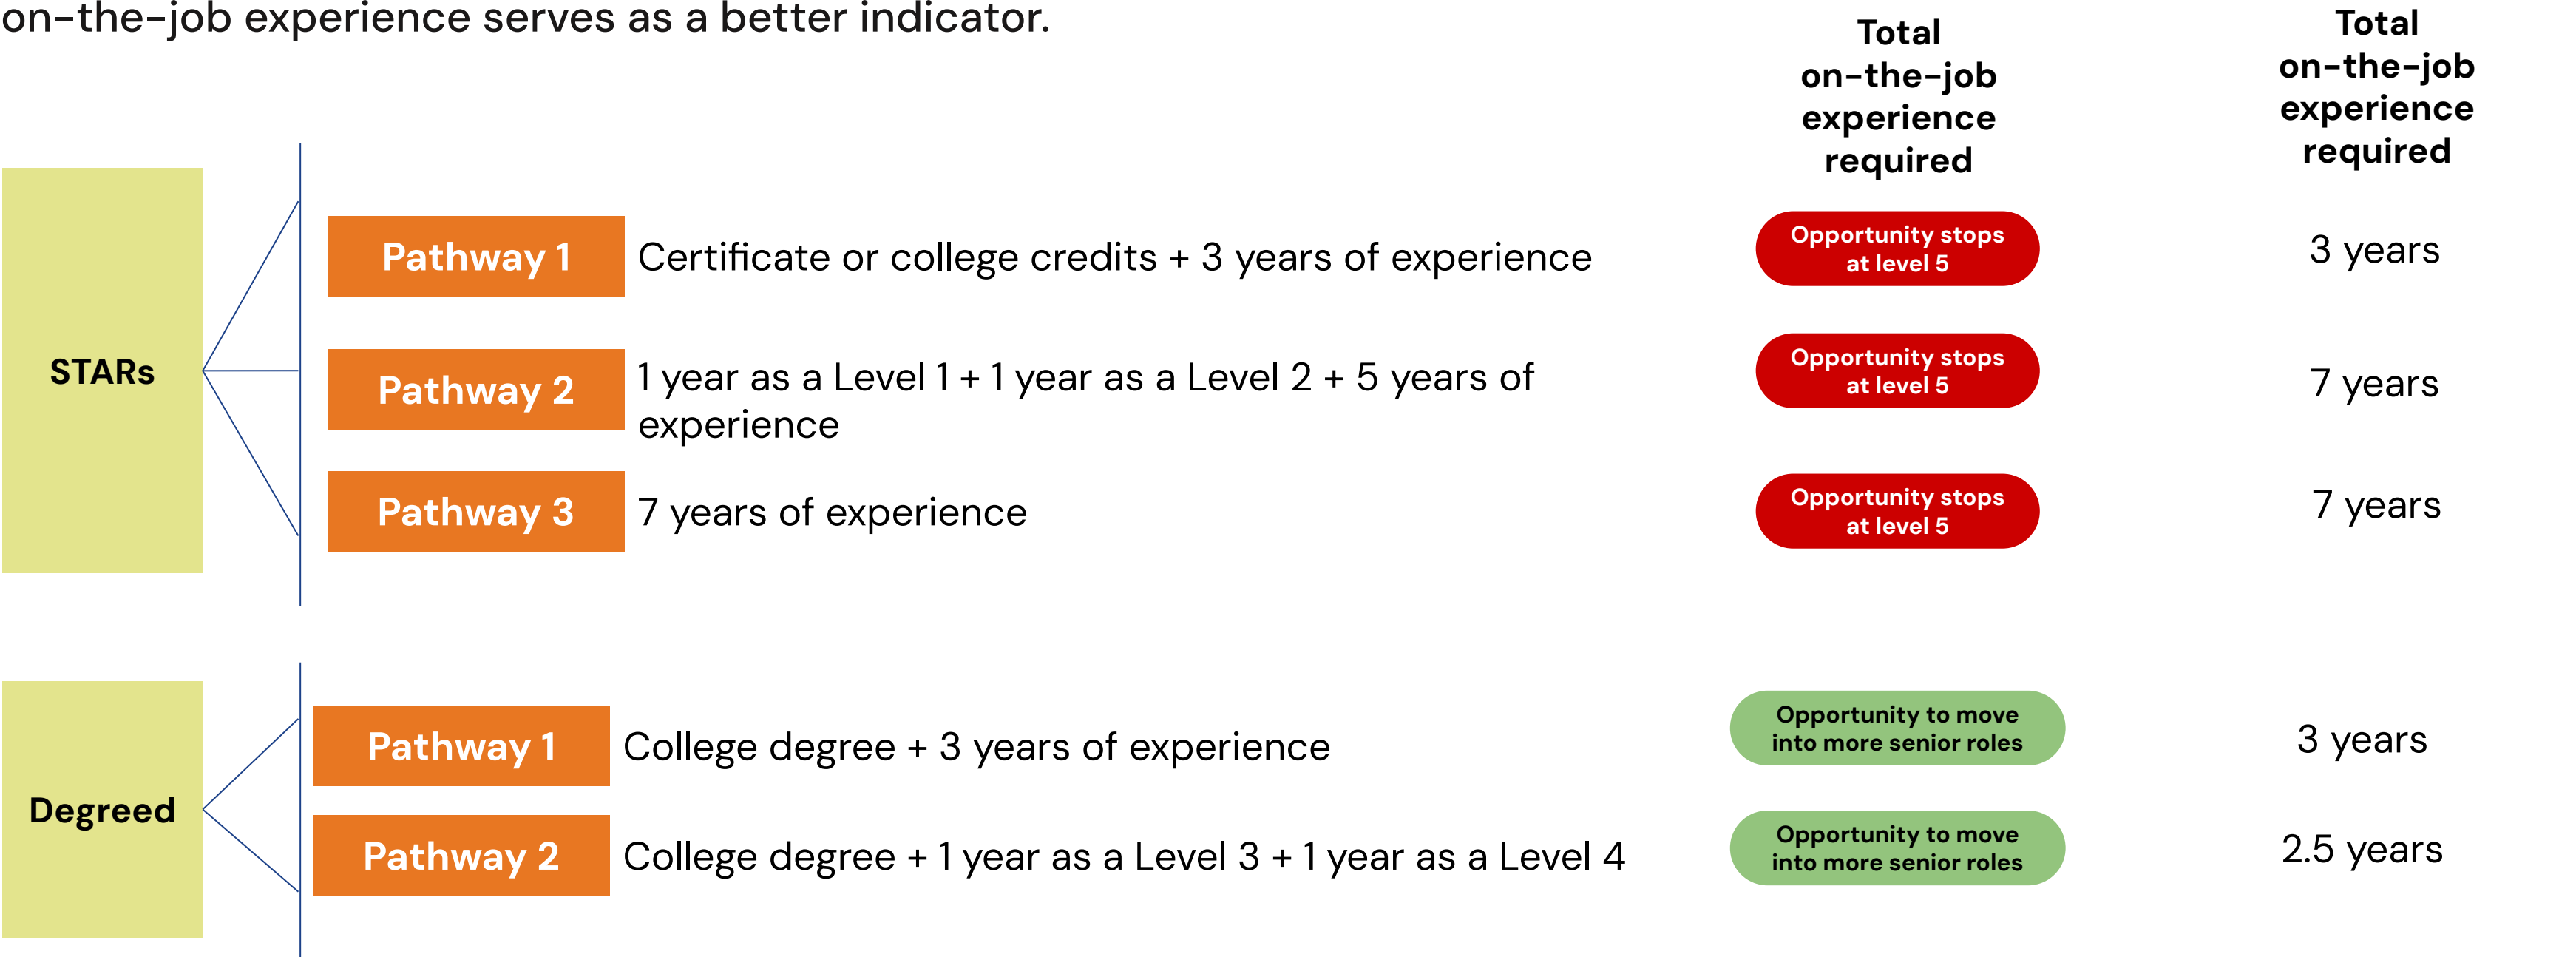 on-the-job experience serves as a better indicator.
Total
on-the-job
experience
required
Total
on-the-job
experience
required
STARs
Pathway 1
Certificate or college credits + 3 years of experience
Opportunity stops
at level 5
3 years
Pathway 2
1 year as a Level 1 + 1 year as a Level 2 + 5 years of
experience
Opportunity stops
at level 5
7 years
Pathway 3
7 years of experience
Opportunity stops
at level 5
7 years
Degreed
Pathway 1
College degree + 3 years of experience
Opportunity to move
into more senior roles
3 years
Pathway 2
College degree + 1 year as a Level 3 + 1 year as a Level 4
Opportunity to move
into more senior roles
2.5 years